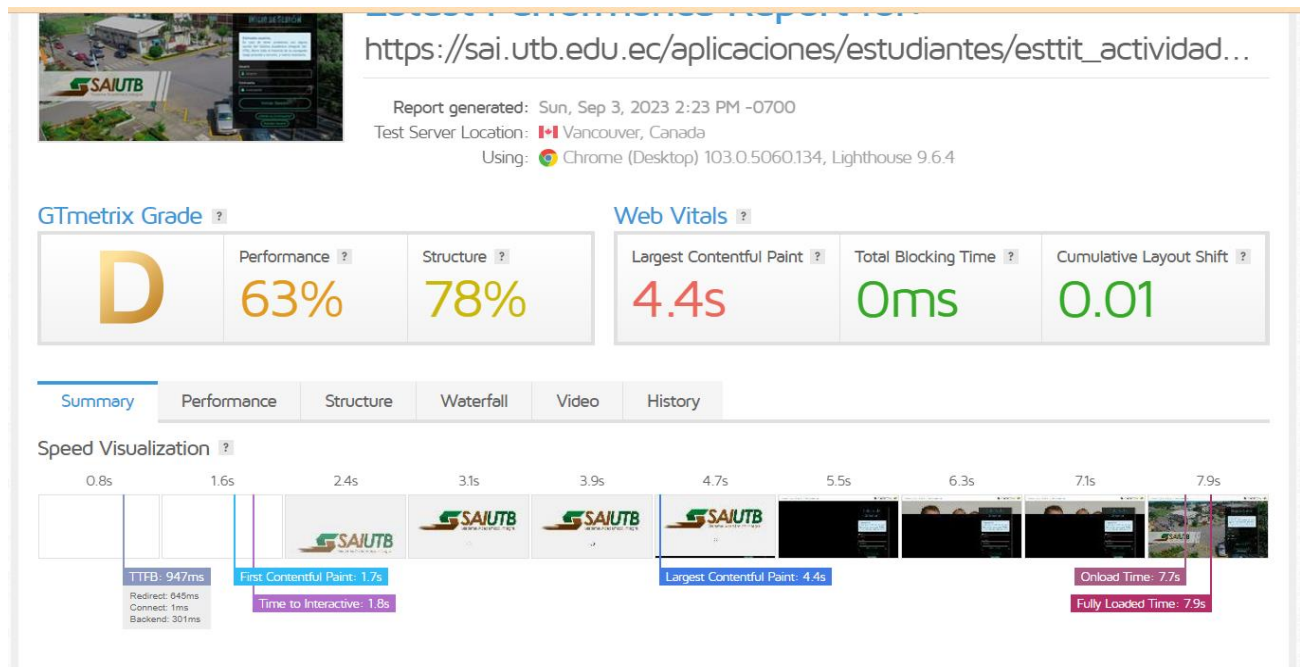 Latest Performance Report for:
https://sai.utb.edu.ec/aplicaciones/estudiantes/esttit_actividad...
SAIUTB
Report generated: Sun, Sep 3, 2023 2:23 PM -0700
Test Server Location: Vancouver, Canada
Using: Chrome (Desktop) 103.0.5060.134, Lighthouse 9.6.4
GTmetrix Grade ?
Web Vitals ?
D
Performance ?
63%
Structure ?
78%
Largest Contentful Paint ?
4.4s
Total Blocking Time ?
0ms
Cumulative Layout Shift ?
0.01
Summary Performance Structure Waterfall Video History
Speed Visualization ?
0.8s 1.6s 2.4s 3.1s 3.9s 4.7s 5.5s 6.3s 7.1s 7.9s
SAIUTB SAIUTB SAIUTB SAIUTB SAIUTB
TTFB: 947ms
Redirect: 645ms
Connect: 1ms
Backend: 301ms
First Contentful Paint: 1.7s
Time to Interactive: 1.8s
Largest Contentful Paint: 4.4s
Onload Time: 7.7s
Fully Loaded Time: 7.9s